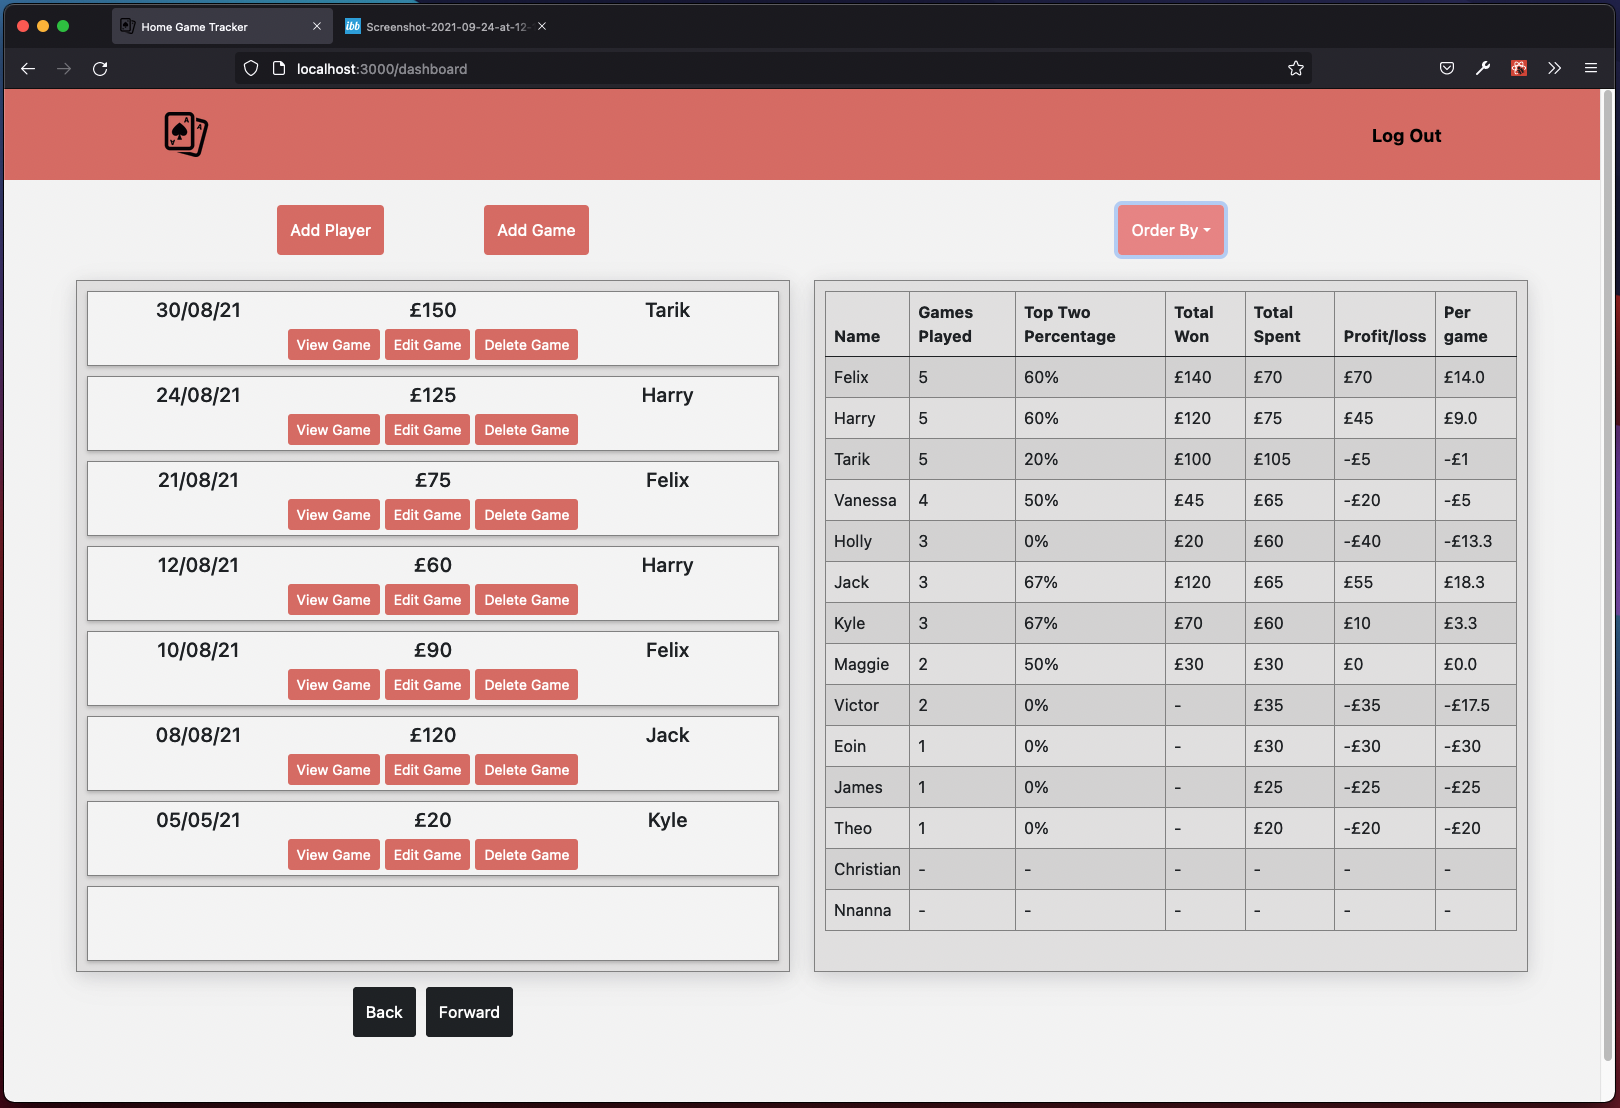 Home Game Tracker
ibb Screenshot-2021-09-24-at-12-
localhost:3000/dashboard
A A A
Log Out
Add Player Add Game Order By
30/08/21 £150 Tarik
View Game Edit Game Delete Game
24/08/21 £125 Harry
View Game Edit Game Delete Game
21/08/21 £75 Felix
View Game Edit Game Delete Game
12/08/21 £60 Harry
View Game Edit Game Delete Game
10/08/21 £90 Felix
View Game Edit Game Delete Game
08/08/21 £120 Jack
View Game Edit Game Delete Game
05/05/21 £20 Kyle
View Game Edit Game Delete Game
Back Forward
Name Games Played Top Two Percentage Total Won Total Spent Profit/loss Per game
Felix 5 60% £140 £70 £70 £14.0
Harry 5 60% £120 £75 £45 £9.0
Tarik 5 20% £100 £105 -£5 -£1
Vanessa 4 50% £45 £65 -£20 -£5
Holly 3 0% £20 £60 -£40 -£13.3
Jack 3 67% £120 £65 £55 £18.3
Kyle 3 67% £70 £60 £10 £3.3
Maggie 2 50% £30 £30 £0 £0.0
Victor 2 0% - £35 -£35 -£17.5
Eoin 1 0% - £30 -£30 -£30
James 1 0% - £25 -£25 -£25
Theo 1 0% - £20 -£20 -£20
Christian - - - - - -
Nnanna - - - - - -